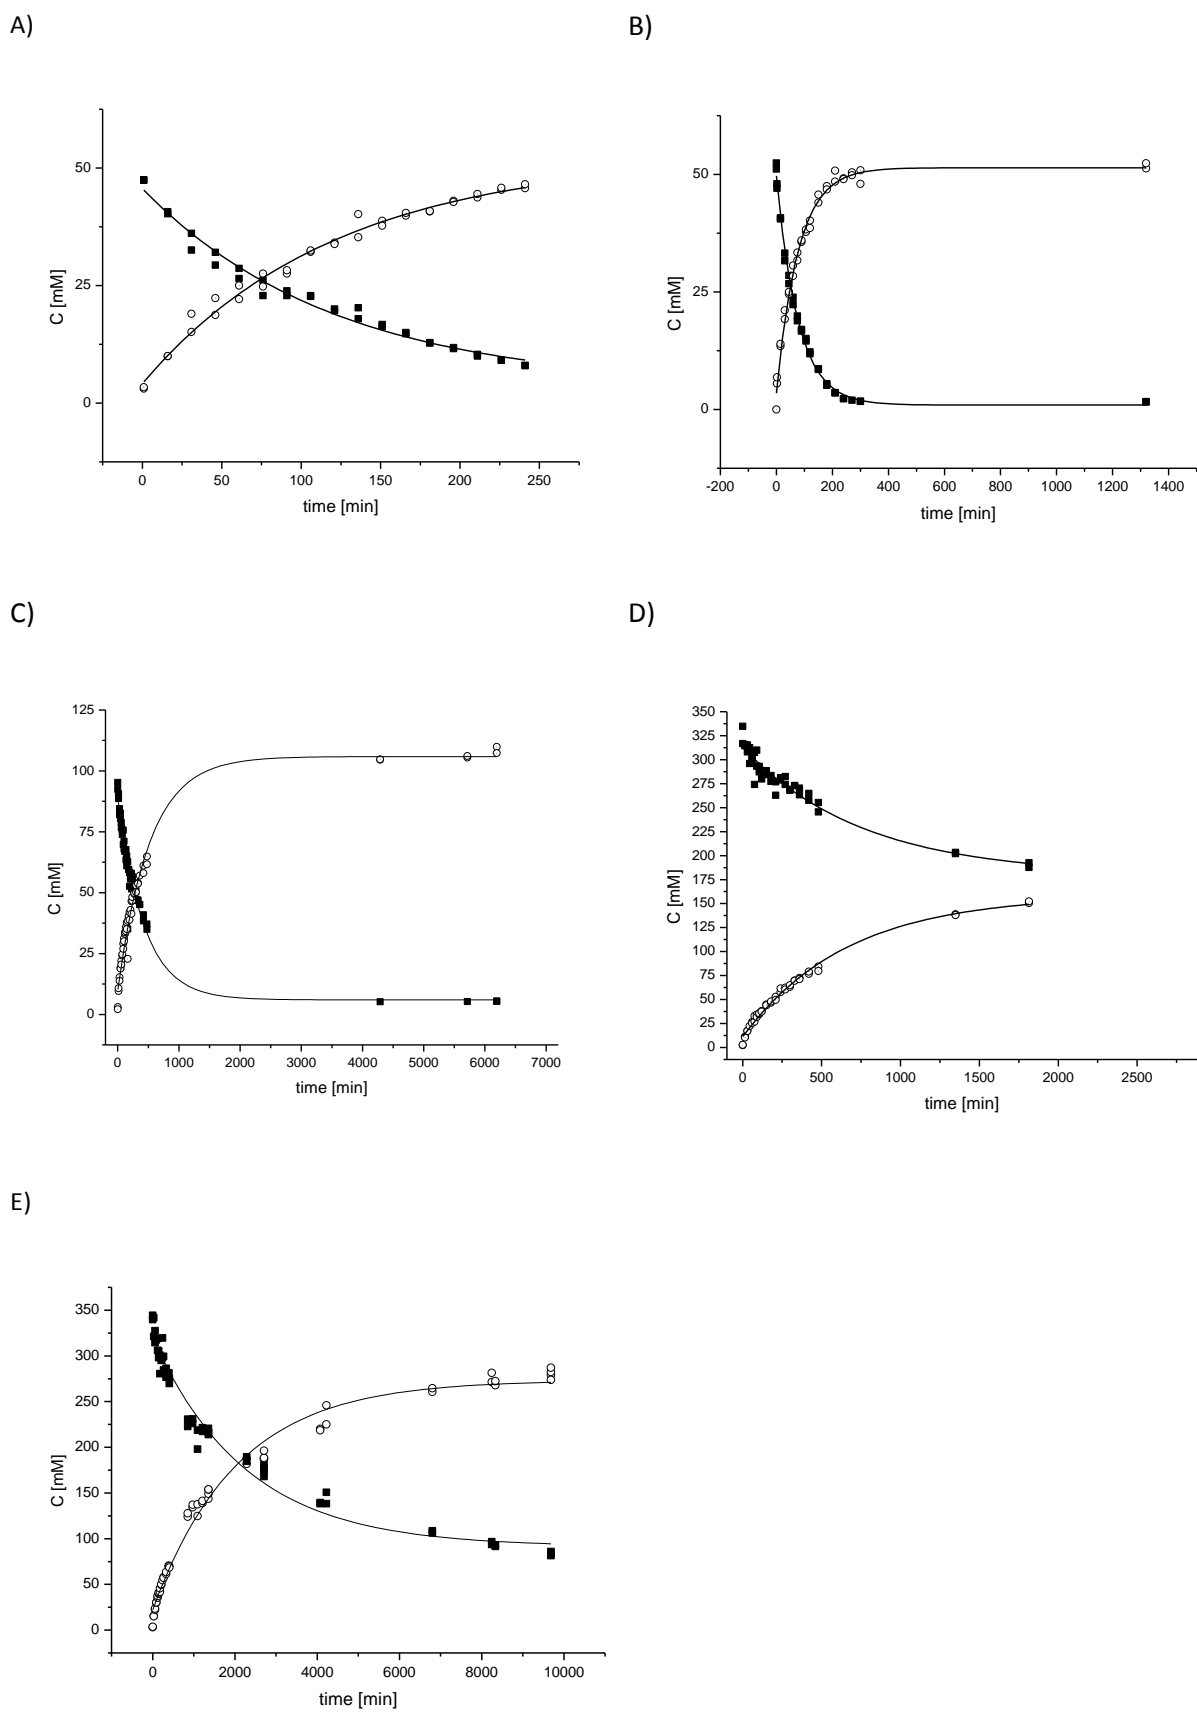 A)
50
25
0
C [mM]
0 50 100 150 200 250
time [min]
B)
50
25
0
C [mM]
-200 0 200 400 600 800 1000 1200 1400
time [min]
C)
125
100
75
50
25
0
C [mM]
0 1000 2000 3000 4000 5000 6000 7000
time [min]
D)
350
325
300
275
250
225
200
175
150
125
100
75
50
25
0
C [mM]
0 500 1000 1500 2000 2500
time [min]
E)
350
300
250
200
150
100
50
0
C [mM]
0 2000 4000 6000 8000 10000
time [min]